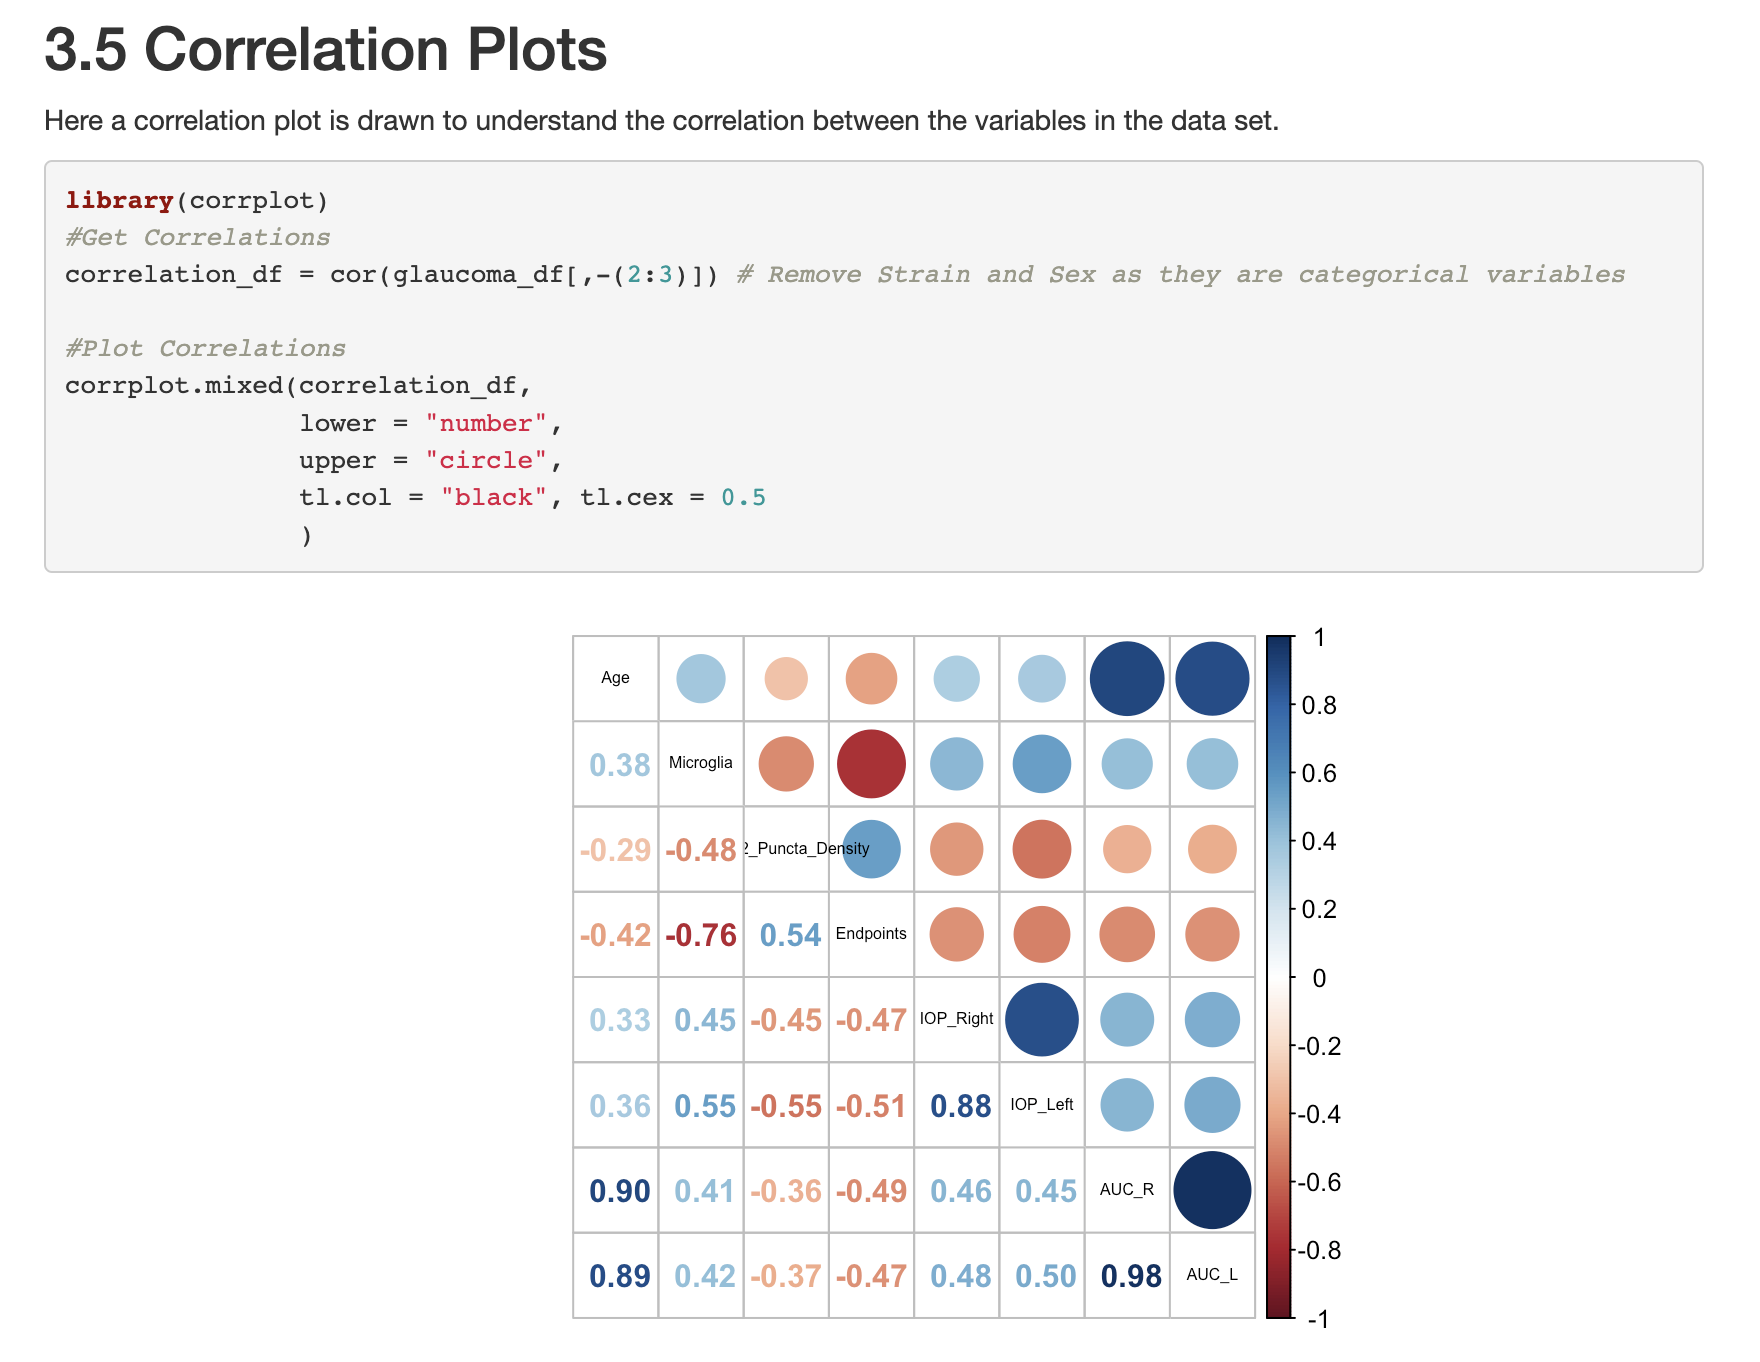 3.5 Correlation Plots
Here a correlation plot is drawn to understand the correlation between the variables in the data set.
library(corrplot)
#Get Correlations
correlation_df = cor(glaucoma_df[,-(2:3)]) # Remove Strain and Sex as they are categorical variables
#Plot Correlations
corrplot.mixed(correlation_df,
lower = "number",
upper = "circle",
tl.col = "black", tl.cex = 0.5
)
Age
0.38 Microglia
-0.29 -0.48 2_Puncta_Density
-0.42 -0.76 0.54 Endpoints
0.33 0.45 -0.45 -0.47 IOP_Right
0.36 0.55 -0.55 -0.51 0.88 IOP_Left
0.90 0.41 -0.36 -0.49 0.46 0.45 AUC_R
0.89 0.42 -0.37 -0.47 0.48 0.50 0.98 AUC_L
1
0.8
0.6
0.4
0.2
0
-0.2
-0.4
-0.6
-0.8
-1